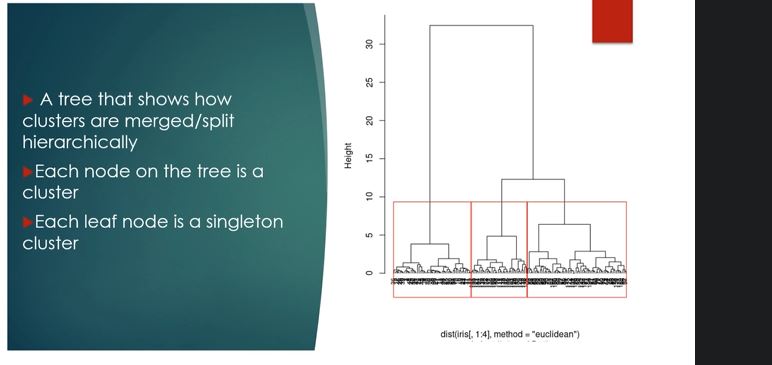 A tree that shows how
clusters are merged/split
hierarchically
Each node on the tree is a
cluster
Each leaf node is a singleton
cluster
Height
30
25
20
15
10
5
0
dist(iris[, 1:4], method = "euclidean")